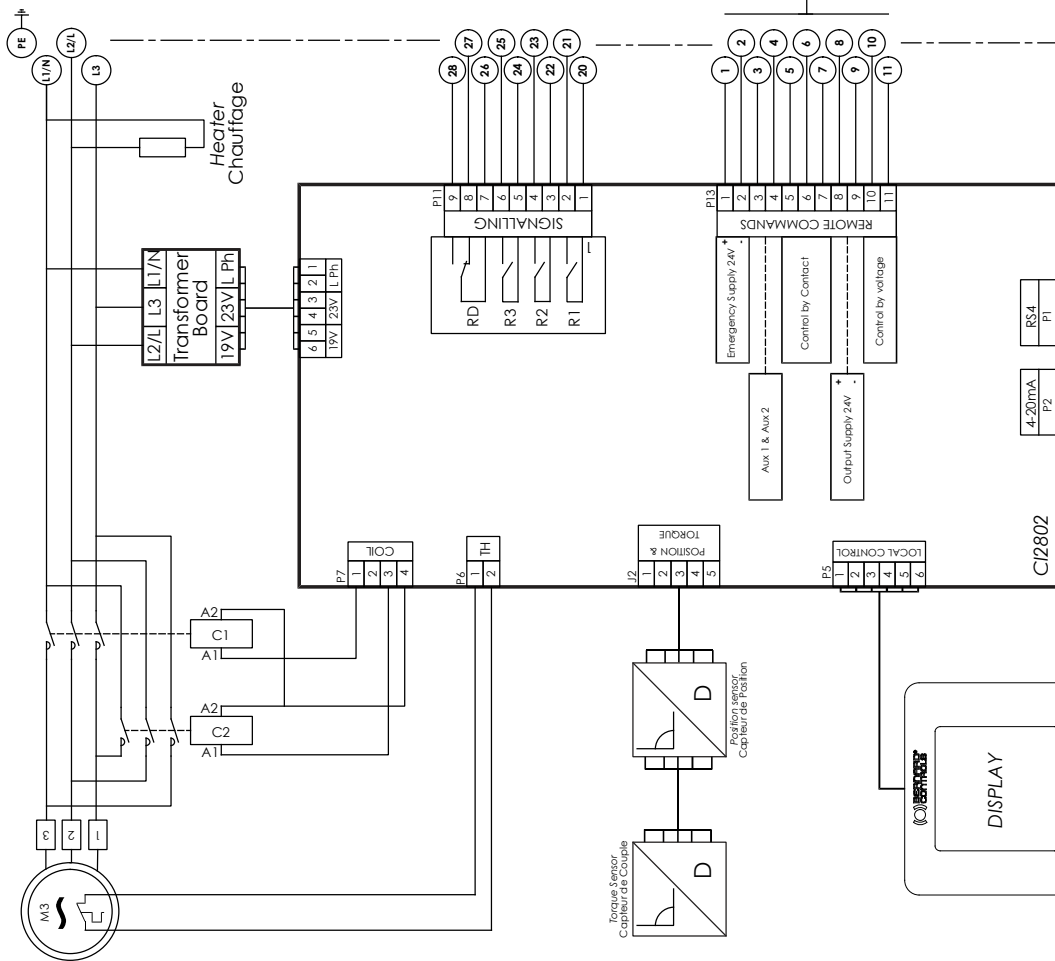 PE
L1/N
L2/L
L3
Heater
Chauffage
L2/L L3 L1/N
Transformer
Board
19V 23V L Ph
6 5 4 3 2 1
19V 23V L Ph
28
27
26
25
24
23
22
21
20
P11
9
8
7
6
5
4
3
2
1
SIGNALLING
RD
R3
R2
R1
1
1
2
3
4
5
6
7
8
9
10
11
P13
1
2
3
4
5
6
7
8
9
10
11
REMOTE COMMANDS
Emergency Supply 24V + -
Aux 1 & Aux 2
Control by Contact
Output Supply 24V + -
Control by voltage
RS4
P1
4-20mA
P2
CI2802
P7
1
2
3
4
COIL
P6
1
2
TH
J2
1
2
3
4
5
POSITION &
TORQUE
P5
1
2
3
4
5
6
LOCAL CONTROL
A2
C1
A1
A2
C2
A1
3
2
1
M3
D
Position sensor
Capteur de Position
D
Torque Sensor
Capteur de Couple
BERNARD®
CONTROLS
DISPLAY